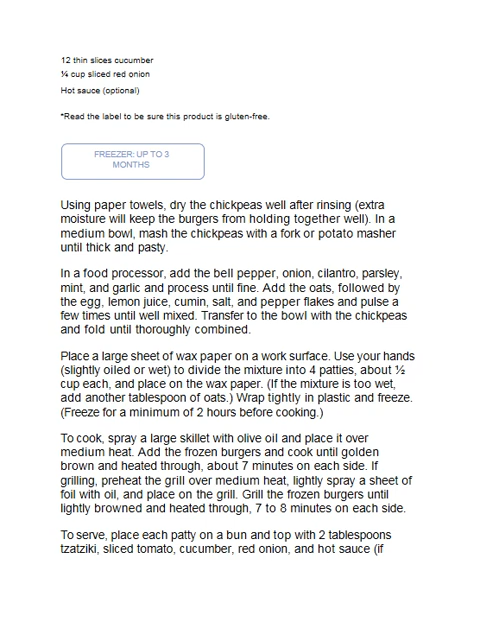 12 thin slices cucumber
¼ cup sliced red onion
Hot sauce (optional)
*Read the label to be sure this product is gluten-free.
FREEZER: UP TO 3
MONTHS
Using paper towels, dry the chickpeas well after rinsing (extra
moisture will keep the burgers from holding together well). In a
medium bowl, mash the chickpeas with a fork or potato masher
until thick and pasty.
In a food processor, add the bell pepper, onion, cilantro, parsley,
mint, and garlic and process until fine. Add the oats, followed by
the egg, lemon juice, cumin, salt, and pepper flakes and pulse a
few times until well mixed. Transfer to the bowl with the chickpeas
and fold until thoroughly combined.
Place a large sheet of wax paper on a work surface. Use your hands
(slightly oiled or wet) to divide the mixture into 4 patties, about ½
cup each, and place on the wax paper. (If the mixture is too wet,
add another tablespoon of oats.) Wrap tightly in plastic and freeze.
(Freeze for a minimum of 2 hours before cooking.)
To cook, spray a large skillet with olive oil and place it over
medium heat. Add the frozen burgers and cook until golden
brown and heated through, about 7 minutes on each side. If
grilling, preheat the grill over medium heat, lightly spray a sheet of
foil with oil, and place on the grill. Grill the frozen burgers until
lightly browned and heated through, 7 to 8 minutes on each side.
To serve, place each patty on a bun and top with 2 tablespoons
tzatziki, sliced tomato, cucumber, red onion, and hot sauce (if